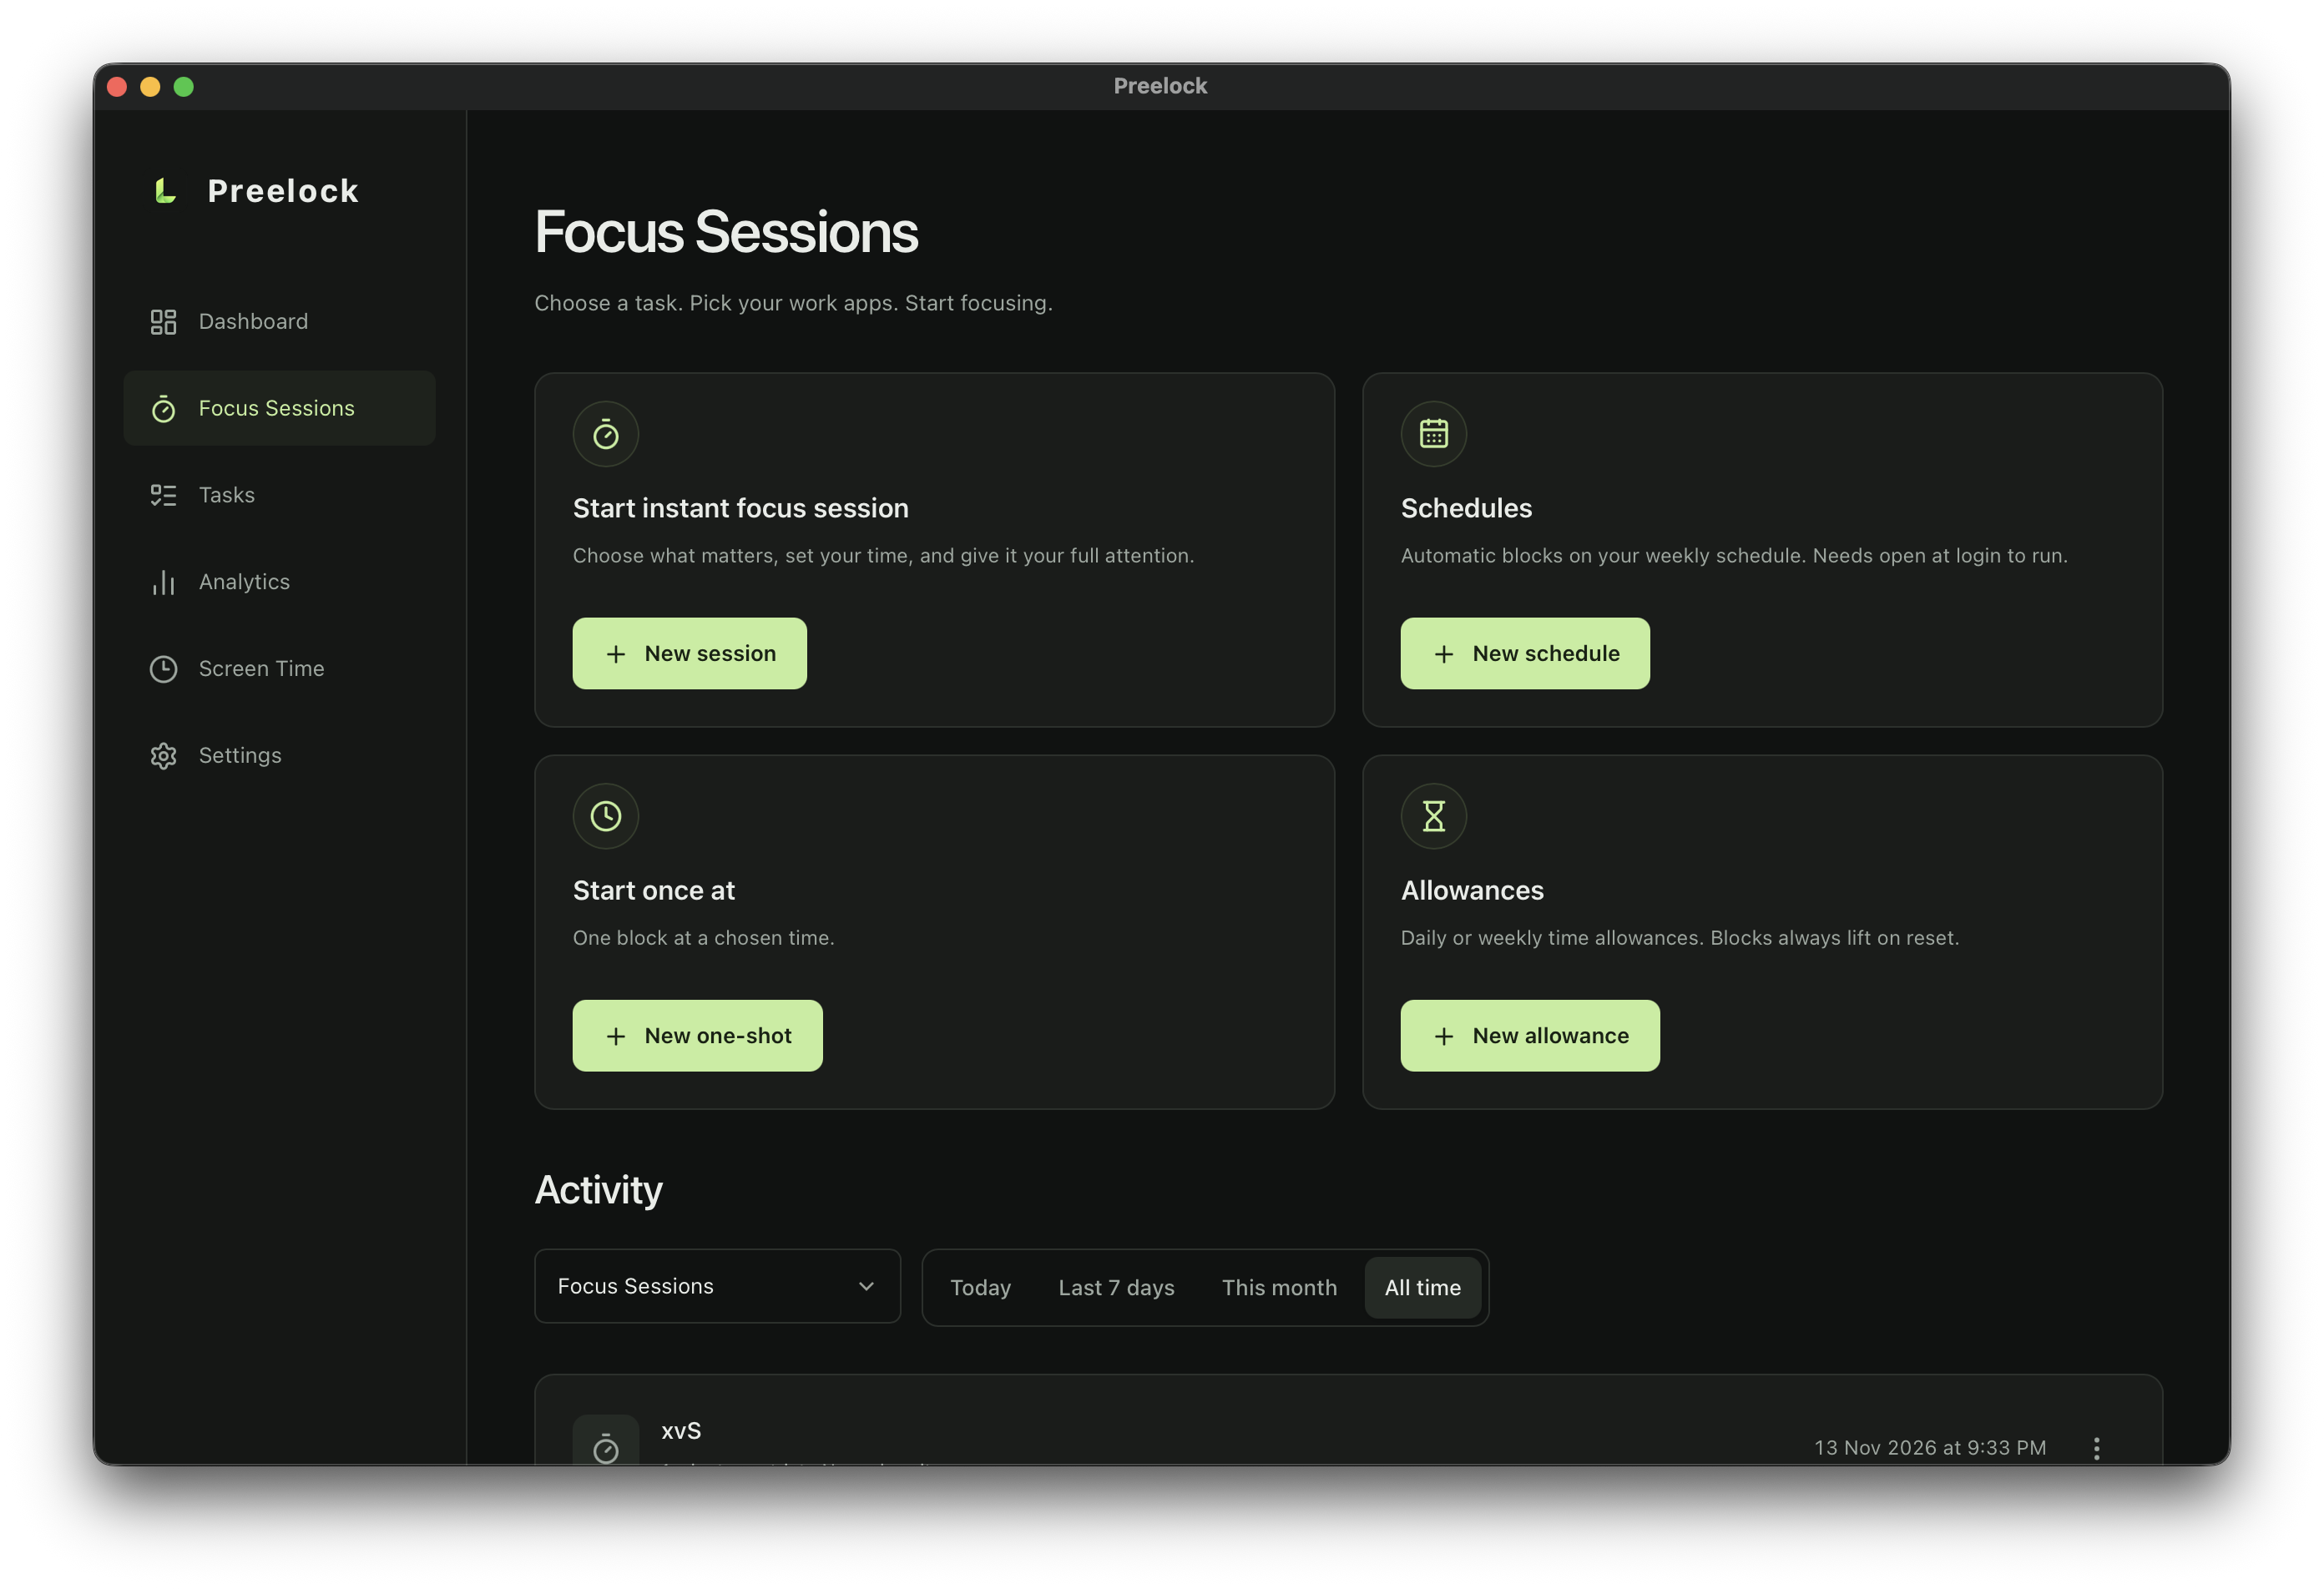 Preelock
Preelock
Dashboard
Focus Sessions
Tasks
Analytics
Screen Time
Settings
Focus Sessions
Choose a task. Pick your work apps. Start focusing.
Start instant focus session
Choose what matters, set your time, and give it your full attention.
New session
Schedules
Automatic blocks on your weekly schedule. Needs open at login to run.
New schedule
Start once at
One block at a chosen time.
New one-shot
Allowances
Daily or weekly time allowances. Blocks always lift on reset.
New allowance
Activity
Focus Sessions
Today
Last 7 days
This month
All time
xvS
13 Nov 2026 at 9:33 PM